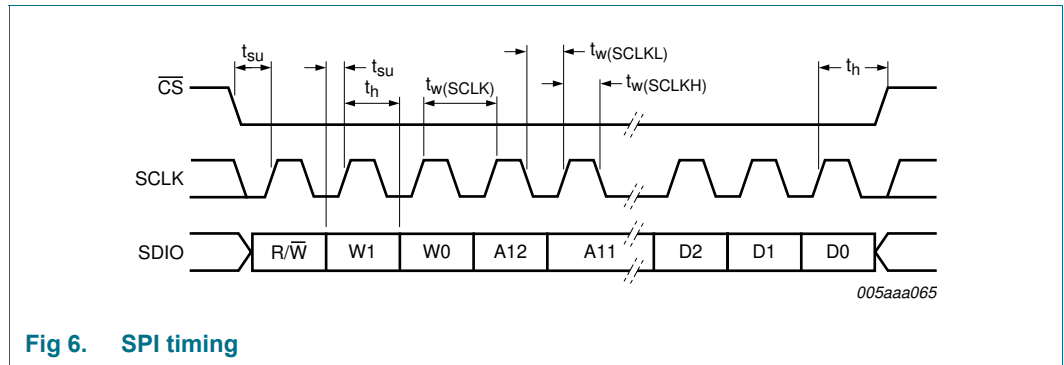 t_su
t_su
t_w(SCLKL)
t_h
CS t_h t_w(SCLK) t_w(SCLKH)
SCLK
SDIO R/W W1 W0 A12 A11 D2 D1 D0
005aaa065
Fig 6. SPI timing